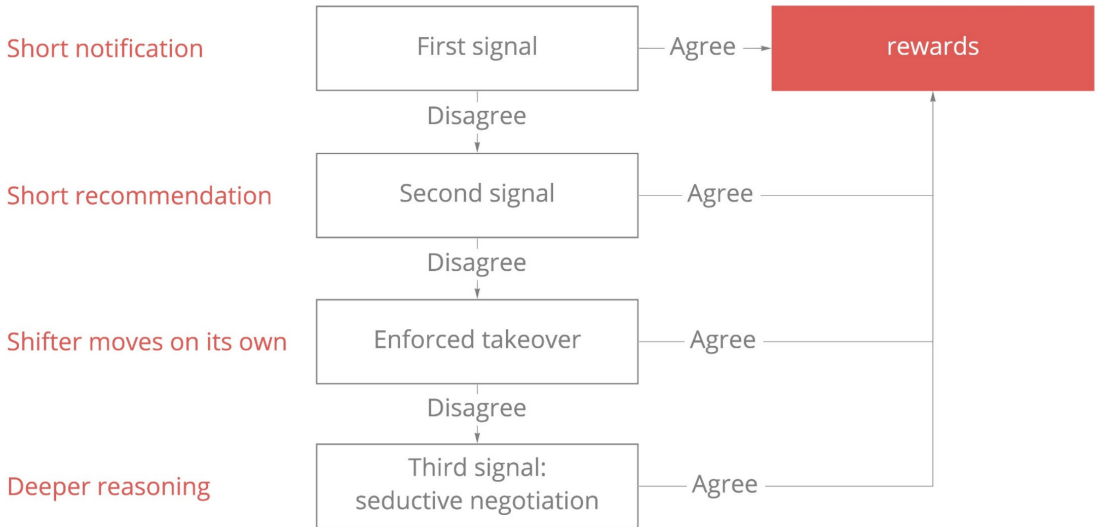 Short notification
First signal
Agree
rewards
Disagree
Short recommendation
Second signal
Agree
Disagree
Shifter moves on its own
Enforced takeover
Agree
Disagree
Deeper reasoning
Third signal:
seductive negotiation
Agree